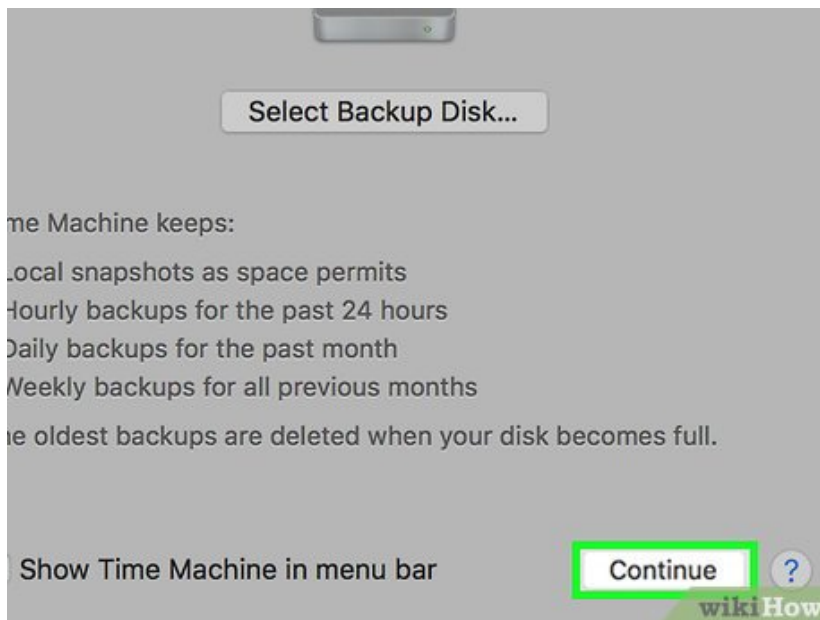 Select Backup Disk...
me Machine keeps:
Local snapshots as space permits
Hourly backups for the past 24 hours
Daily backups for the past month
Weekly backups for all previous months
he oldest backups are deleted when your disk becomes full.
Show Time Machine in menu bar
Continue
?
wikiHow